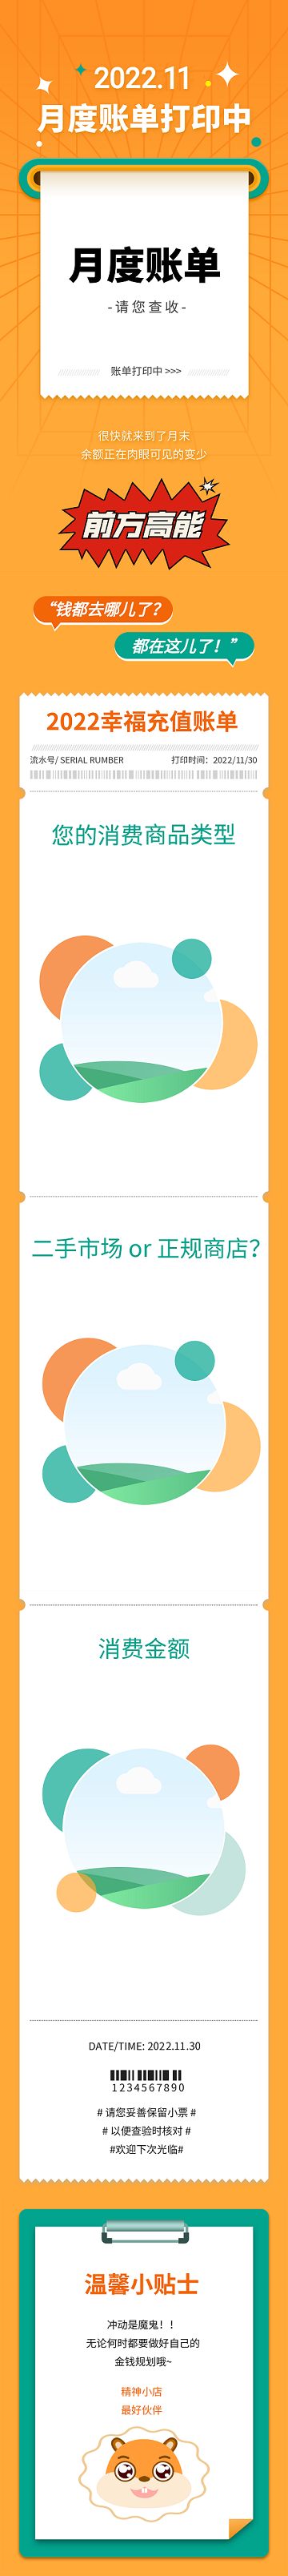 2022.11
月度账单打印中
月度账单
-请您查收-
账单打印中 >>>
很快就来到了月末
余额正在肉眼可见的变少
前方高能
“钱都去哪儿了？
都在这儿了！”
2022幸福充值账单
流水号/ SERIAL RUMBER 打印时间：2022/11/30
您的消费商品类型
二手市场 or 正规商店？
消费金额
DATE/TIME: 2022.11.30
1234567890
# 请您妥善保留小票 #
# 以便查验时核对 #
#欢迎下次光临#
温馨小贴士
冲动是魔鬼！！
无论何时都要做好自己的
金钱规划哦~
精神小店
最好伙伴